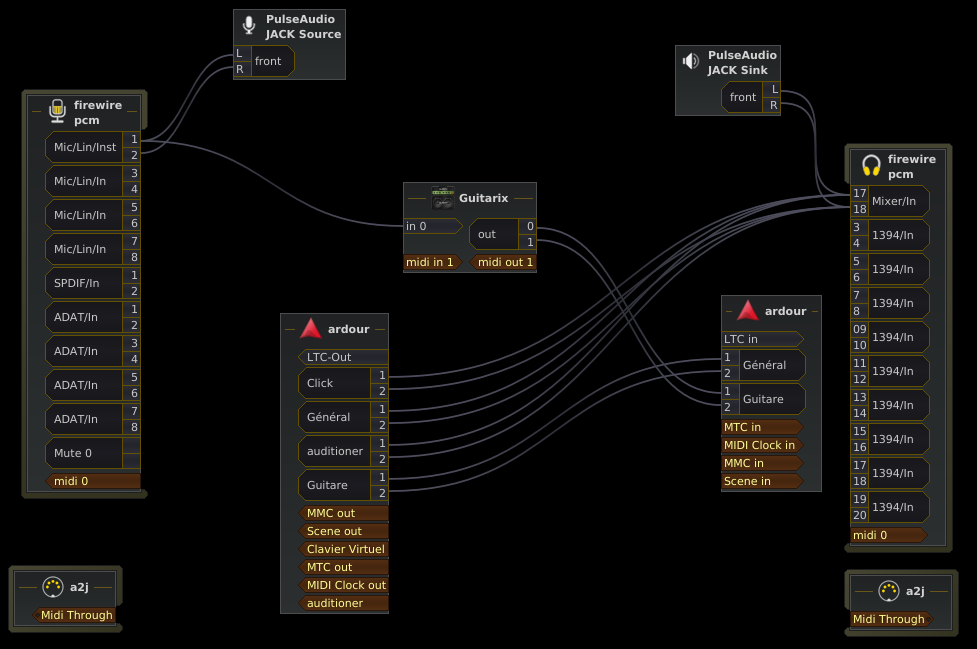 PulseAudio
JACK Source
L
R
front
PulseAudio
JACK Sink
front
L
R
firewire
pcm
Mic/Lin/Inst
1
2
Mic/Lin/In
3
4
Mic/Lin/In
5
6
Mic/Lin/In
7
8
SPDIF/In
1
2
ADAT/In
1
2
ADAT/In
3
4
ADAT/In
5
6
ADAT/In
7
8
Mute 0
midi 0
Guitarix
in 0
out
0
1
midi in 1
midi out 1
ardour
LTC-Out
Click
1
2
Général
1
2
auditioner
1
2
Guitare
1
2
MMC out
Scene out
Clavier Virtuel
MTC out
MIDI Clock out
auditioner
ardour
LTC in
1
2
Général
1
2
Guitare
MTC in
MIDI Clock in
MMC in
Scene in
firewire
pcm
17
18
Mixer/In
3
4
1394/In
5
6
1394/In
7
8
1394/In
09
10
1394/In
11
12
1394/In
13
14
1394/In
15
16
1394/In
17
18
1394/In
19
20
1394/In
midi 0
a2j
Midi Through
a2j
Midi Through